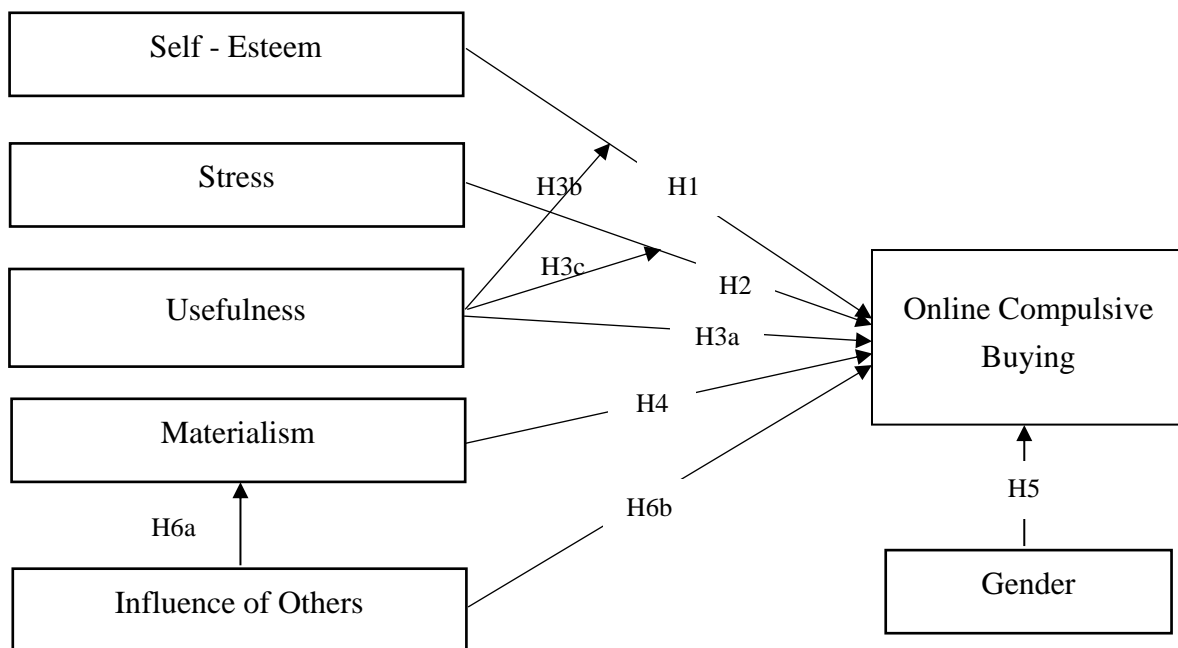 Self - Esteem
Stress
H3b
H1
H3c
Usefulness
H2
Online Compulsive
Buying
H3a
H4
Materialism
H5
H6b
H6a
Influence of Others
Gender